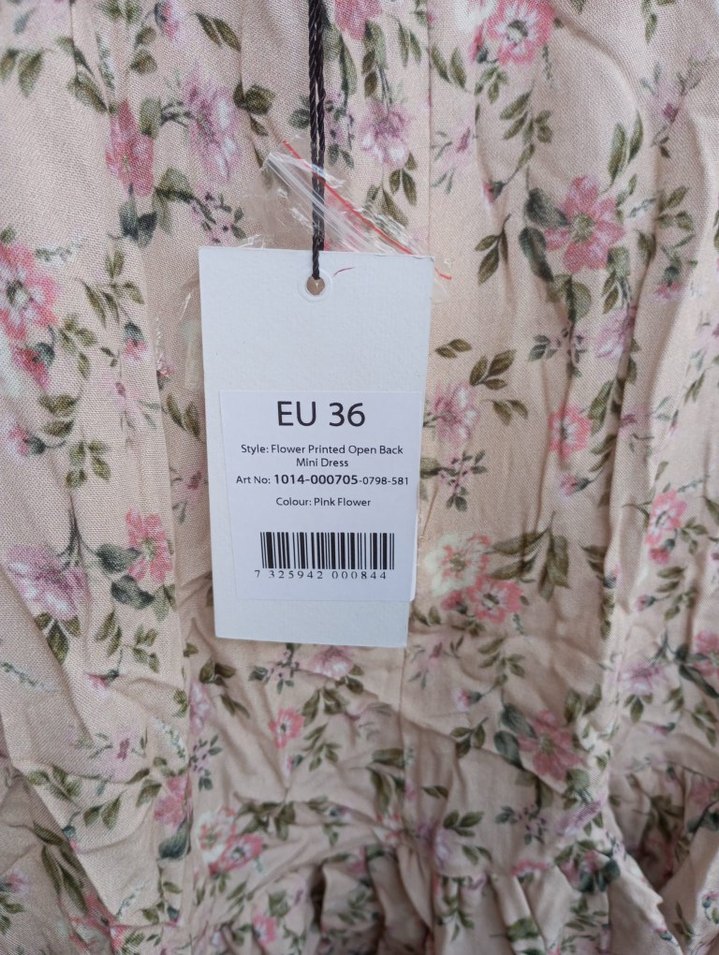 EU 36
Style: Flower Printed Open Back
Mini Dress
Art No: 1014-000705-0798-581
Colour: PInk Flower
7 325942 000844